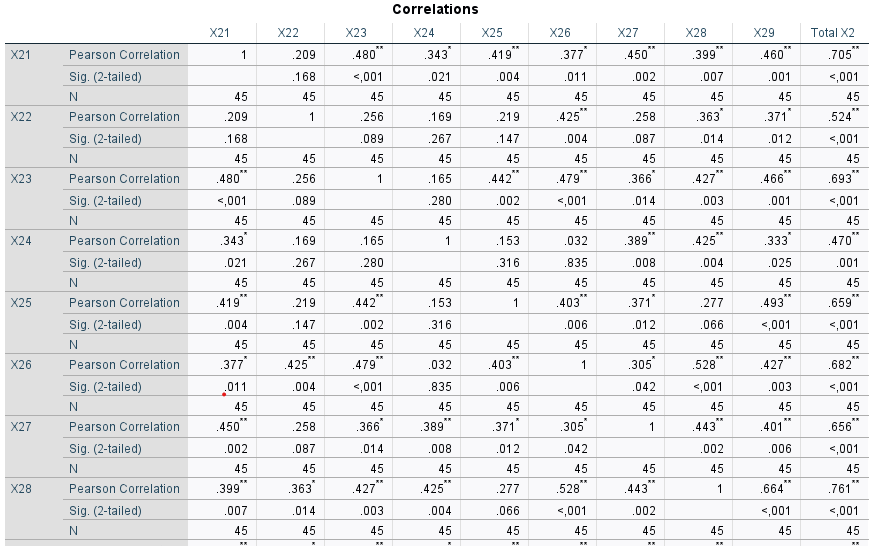 Correlations
X21 X22 X23 X24 X25 X26 X27 X28 X29 Total X2
X21 Pearson Correlation 1 .209 .480** .343* .419** .377* .450** .399** .460** .705**
Sig. (2-tailed) .168 <,001 .021 .004 .011 .002 .007 .001 <,001
N 45 45 45 45 45 45 45 45 45 45
X22 Pearson Correlation .209 1 .256 .169 .219 .425** .258 .363* .371* .524**
Sig. (2-tailed) .168 .089 .267 .147 .004 .087 .014 .012 <,001
N 45 45 45 45 45 45 45 45 45 45
X23 Pearson Correlation .480** .256 1 .165 .442** .479** .366* .427** .466** .693**
Sig. (2-tailed) <,001 .089 .280 .002 <,001 .014 .003 .001 <,001
N 45 45 45 45 45 45 45 45 45 45
X24 Pearson Correlation .343* .169 .165 1 .153 .032 .389** .425** .333* .470**
Sig. (2-tailed) .021 .267 .280 .316 .835 .008 .004 .025 .001
N 45 45 45 45 45 45 45 45 45 45
X25 Pearson Correlation .419** .219 .442** .153 1 .403** .371* .277 .493** .659**
Sig. (2-tailed) .004 .147 .002 .316 .006 .012 .066 <,001 <,001
N 45 45 45 45 45 45 45 45 45 45
X26 Pearson Correlation .377* .425** .479** .032 .403** 1 .305* .528** .427** .682**
Sig. (2-tailed) .011 .004 <,001 .835 .006 .042 <,001 .003 <,001
N 45 45 45 45 45 45 45 45 45 45
X27 Pearson Correlation .450** .258 .366* .389** .371* .305* 1 .443** .401** .656**
Sig. (2-tailed) .002 .087 .014 .008 .012 .042 .002 .006 <,001
N 45 45 45 45 45 45 45 45 45 45
X28 Pearson Correlation .399** .363* .427** .425** .277 .528** .443** 1 .664** .761**
Sig. (2-tailed) .007 .014 .003 .004 .066 <,001 .002 <,001 <,001
N 45 45 45 45 45 45 45 45 45 45